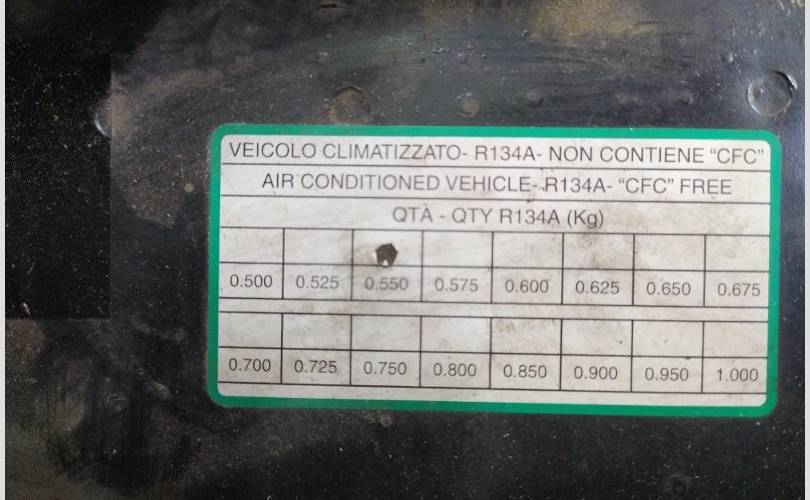 VEICOLO CLIMATIZZATO- R134A- NON CONTIENE “CFC”
AIR CONDITIONED VEHICLE- R134A- “CFC” FREE
QTÀ - QTY R134A (Kg)
0.500 0.525 0.550 0.575 0.600 0.625 0.650 0.675
0.700 0.725 0.750 0.800 0.850 0.900 0.950 1.000